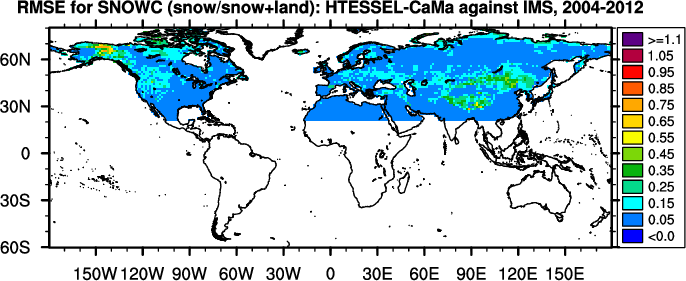 RMSE for SNOWC (snow/snow+land): HTESSEL-CaMa against IMS, 2004-2012
>=1.1
1.05
0.95
0.85
0.75
0.65
0.55
0.45
0.35
0.25
0.15
0.05
<0.0
60N
30N
0
30S
60S
150W 120W 90W 60W 30W 0 30E 60E 90E 120E 150E